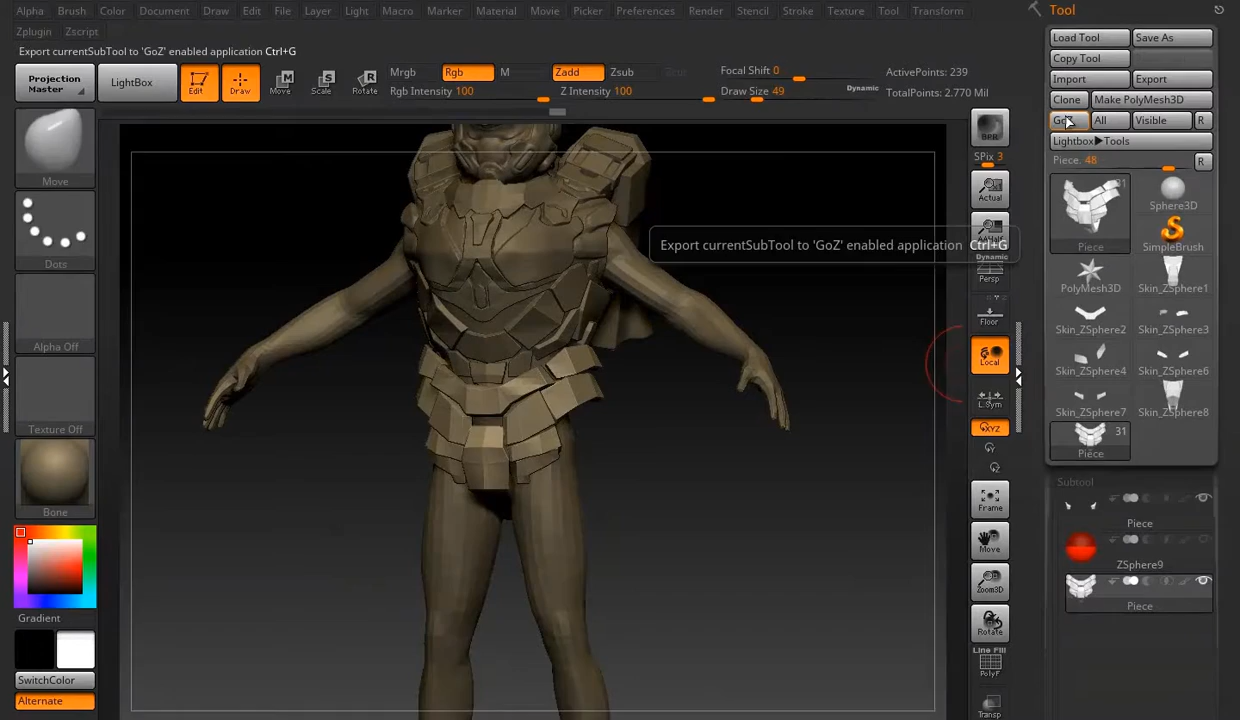 Alpha Brush Color Document Draw Edit File Layer Light Macro Marker Material Movie Picker Preferences Render Stencil Stroke Texture Tool Transform
Zplugin Zscript
Export currentSubTool to 'GoZ' enabled application Ctrl+G
Projection
Master
LightBox
Edit
Draw
Move
Scale
Rotate
Mrgb Rgb M
Rgb Intensity 100
Zadd Zsub
Z Intensity 100
Focal Shift 0
Draw Size 49
Dynamic
ActivePoints: 239
TotalPoints: 2.770 Mil
Move
Dots
Alpha Off
Texture Off
Bone
Gradient
SwitchColor
Alternate
Export currentSubTool to 'GoZ' enabled application Ctrl+G
BPR
SPix 3
Actual
Dynamic
Persp
Floor
Local
L.Sym
XYZ
Y
Z
Frame
Move
Zoom3D
Rotate
Line Fill
PolyF
Transp
Tool
Load Tool Save As
Copy Tool
Import Export
Clone Make PolyMesh3D
All Visible R
Lightbox▶Tools
Piece. 48 R
31
Piece
Sphere3D
SimpleBrush
PolyMesh3D
Skin_ZSphere1
Skin_ZSphere2
Skin_ZSphere3
Skin_ZSphere4
Skin_ZSphere6
Skin_ZSphere7
Skin_ZSphere8
31
Piece
Subtool
Piece
ZSphere9
Piece